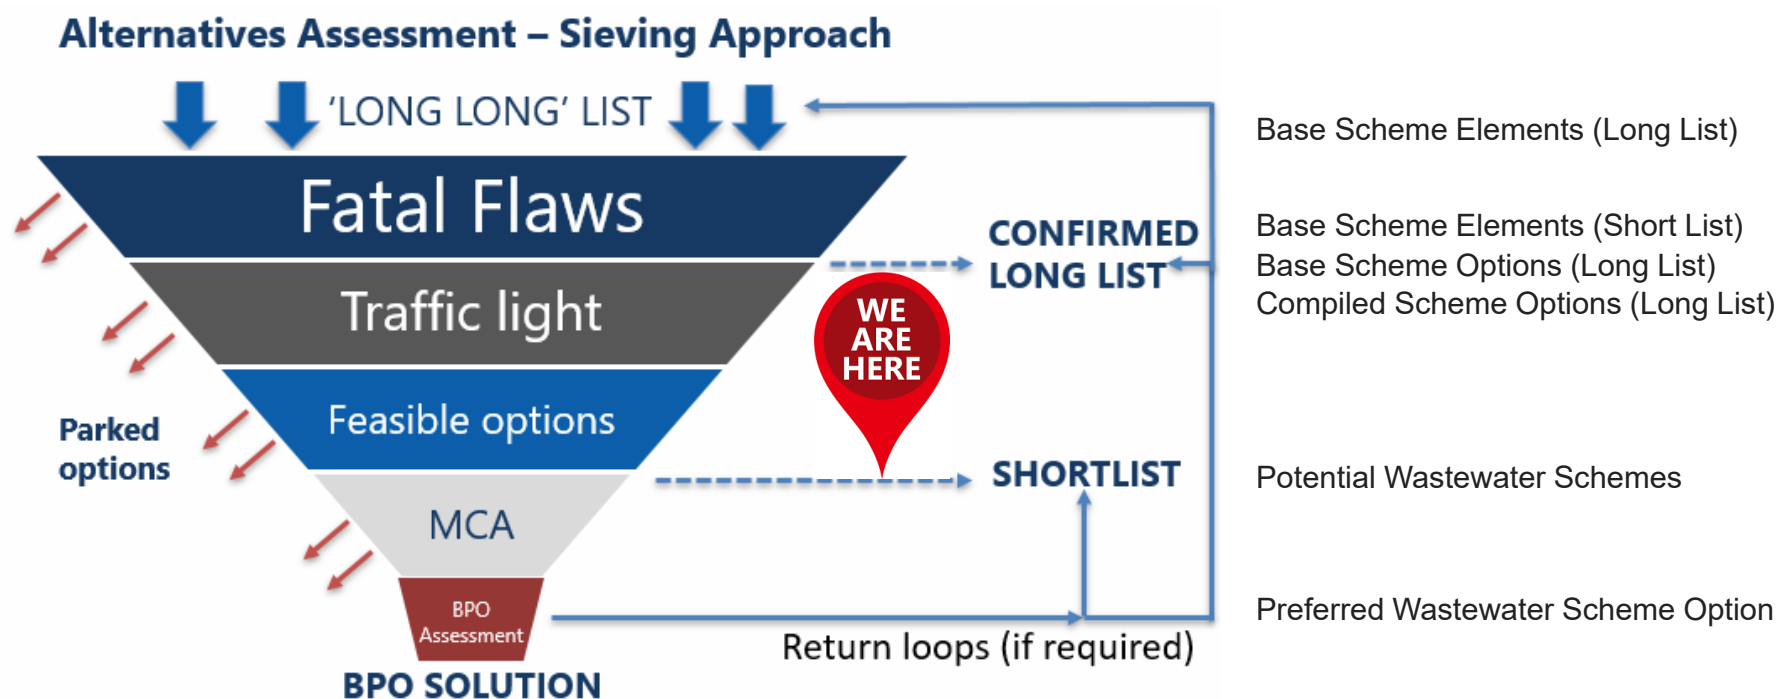 Alternatives Assessment – Sieving Approach
‘LONG LONG’ LIST
Base Scheme Elements (Long List)
Fatal Flaws
CONFIRMED
LONG LIST
Base Scheme Elements (Short List)
Base Scheme Options (Long List)
Compiled Scheme Options (Long List)
Traffic light
WE
ARE
HERE
Feasible options
Parked
options
SHORTLIST
Potential Wastewater Schemes
MCA
BPO
Assessment
Preferred Wastewater Scheme Option
Return loops (if required)
BPO SOLUTION